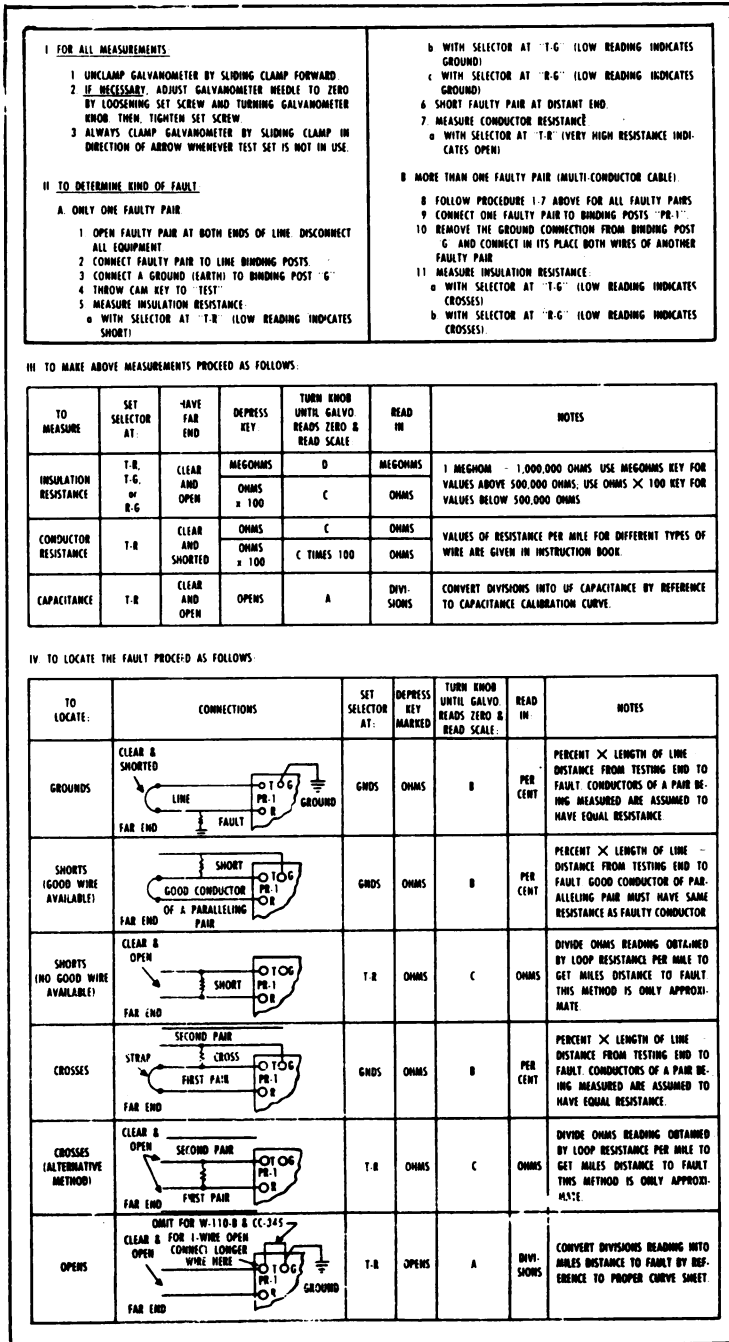 I FOR ALL MEASUREMENTS:
1 UNCLAMP GALVANOMETER BY SLIDING CLAMP FORWARD.
2 IF NECESSARY, ADJUST GALVANOMETER NEEDLE TO ZERO
BY LOOSENING SET SCREW AND TURNING GALVANOMETER
KNOB. THEN, TIGHTEN SET SCREW.
3 ALWAYS CLAMP GALVANOMETER BY SLIDING CLAMP IN
DIRECTION OF ARROW WHENEVER TEST SET IS NOT IN USE.
II TO DETERMINE KIND OF FAULT
A. ONLY ONE FAULTY PAIR
1 OPEN FAULTY PAIR AT BOTH ENDS OF LINE. DISCONNECT
ALL EQUIPMENT.
2 CONNECT FAULTY PAIR TO LINE BINDING POSTS.
3 CONNECT A GROUND (EARTH) TO BINDING POST "G"
4 THROW CAM KEY TO "TEST"
5 MEASURE INSULATION RESISTANCE:
a WITH SELECTOR AT "T-R" (LOW READING INDICATES
SHORT)
b WITH SELECTOR AT "T-G" (LOW READING INDICATES
GROUND)
c WITH SELECTOR AT "R-G" (LOW READING INDICATES
GROUND)
6 SHORT FAULTY PAIR AT DISTANT END.
7. MEASURE CONDUCTOR RESISTANCE:
a WITH SELECTOR AT "T-R" (VERY HIGH RESISTANCE INDI-
CATES OPEN)
B MORE THAN ONE FAULTY PAIR (MULTI-CONDUCTOR CABLE).
8 FOLLOW PROCEDURE 1-7 ABOVE FOR ALL FAULTY PAIRS
9 CONNECT ONE FAULTY PAIR TO BINDING POSTS "PR-1".
10 REMOVE THE GROUND CONNECTION FROM BINDING POST
"G" AND CONNECT IN ITS PLACE BOTH WIRES OF ANOTHER
FAULTY PAIR
11 MEASURE INSULATION RESISTANCE:
a WITH SELECTOR AT "T-G" (LOW READING INDICATES
CROSSES)
b WITH SELECTOR AT "R-G" (LOW READING INDICATES
CROSSES).
III TO MAKE ABOVE MEASUREMENTS PROCEED AS FOLLOWS:
TO
MEASURE
SET
SELECTOR
AT:
HAVE
FAR
END
DEPRESS
KEY
TURN KNOB
UNTIL GALVO.
READS ZERO &
READ SCALE:
READ
IN
NOTES
INSULATION
RESISTANCE
T-R,
T-G,
or
R-G
CLEAR
AND
OPEN
MEGOHMS
D
MEGOHMS
OHMS
x 100
C
OHMS
1 MEGHOM - 1,000,000 OHMS USE MEGOHMS KEY FOR
VALUES ABOVE 500,000 OHMS; USE OHMS X 100 KEY FOR
VALUES BELOW 500,000 OHMS
CONDUCTOR
RESISTANCE
T-R
CLEAR
AND
SHORTED
OHMS
C
OHMS
x 100
C TIMES 100
OHMS
VALUES OF RESISTANCE PER MILE FOR DIFFERENT TYPES OF
WIRE ARE GIVEN IN INSTRUCTION BOOK.
CAPACITANCE
T-R
CLEAR
AND
OPEN
OPENS
A
DIVI-
SIONS
CONVERT DIVISIONS INTO UF CAPACITANCE BY REFERENCE
TO CAPACITANCE CALIBRATION CURVE.
IV. TO LOCATE THE FAULT PROCEED AS FOLLOWS:
TO
LOCATE:
CONNECTIONS
SET
SELECTOR
AT:
DEPRESS
KEY
MARKED
TURN KNOB
UNTIL GALVO.
READS ZERO &
READ SCALE:
READ
IN
NOTES
GROUNDS
CLEAR &
SHORTED
LINE
FAR END
FAULT
T G
PR-1
R
GROUND
GNDS
OHMS
B
PER
CENT
PERCENT X LENGTH OF LINE
DISTANCE FROM TESTING END TO
FAULT. CONDUCTORS OF A PAIR BE-
ING MEASURED ARE ASSUMED TO
HAVE EQUAL RESISTANCE
SHORTS
(GOOD WIRE
AVAILABLE)
SHORT
GOOD CONDUCTOR
OF A PARALLELING
PAIR
FAR END
T G
PR-1
R
GNDS
OHMS
B
PER
CENT
PERCENT X LENGTH OF LINE -
DISTANCE FROM TESTING END TO
FAULT. GOOD CONDUCTOR OF PAR-
ALLELING PAIR MUST HAVE SAME
RESISTANCE AS FAULTY CONDUCTOR
SHORTS
(NO GOOD WIRE
AVAILABLE)
CLEAR &
OPEN
SHORT
FAR END
T G
PR-1
R
T-R
OHMS
C
OHMS
DIVIDE OHMS READING OBTAINED
BY LOOP RESISTANCE PER MILE TO
GET MILES DISTANCE TO FAULT
THIS METHOD IS ONLY APPROXI-
MATE.
CROSSES
SECOND PAIR
STRAP
CROSS
FIRST PAIR
FAR END
T G
PR-1
R
GNDS
OHMS
B
PER
CENT
PERCENT X LENGTH OF LINE
DISTANCE FROM TESTING END TO
FAULT. CONDUCTORS OF A PAIR BE-
ING MEASURED ARE ASSUMED TO
HAVE EQUAL RESISTANCE.
CROSSES
(ALTERNATIVE
METHOD)
CLEAR &
OPEN
SECOND PAIR
FIRST PAIR
FAR END
T G
PR-1
R
T-R
OHMS
C
OHMS
DIVIDE OHMS READING OBTAINED
BY LOOP RESISTANCE PER MILE TO
GET MILES DISTANCE TO FAULT
THIS METHOD IS ONLY APPROXI-
MATE.
OPENS
OMIT FOR W-110-B & CC-345
CLEAR &
OPEN
FOR 1-WIRE OPEN
CONNECT LONGER
WIRE HERE
T G
PR-1
R
GROUND
FAR END
T-R
OPENS
A
DIVI-
SIONS
CONVERT DIVISIONS READING INTO
MILES DISTANCE TO FAULT BY REF-
ERENCE TO PROPER CURVE SHEET.